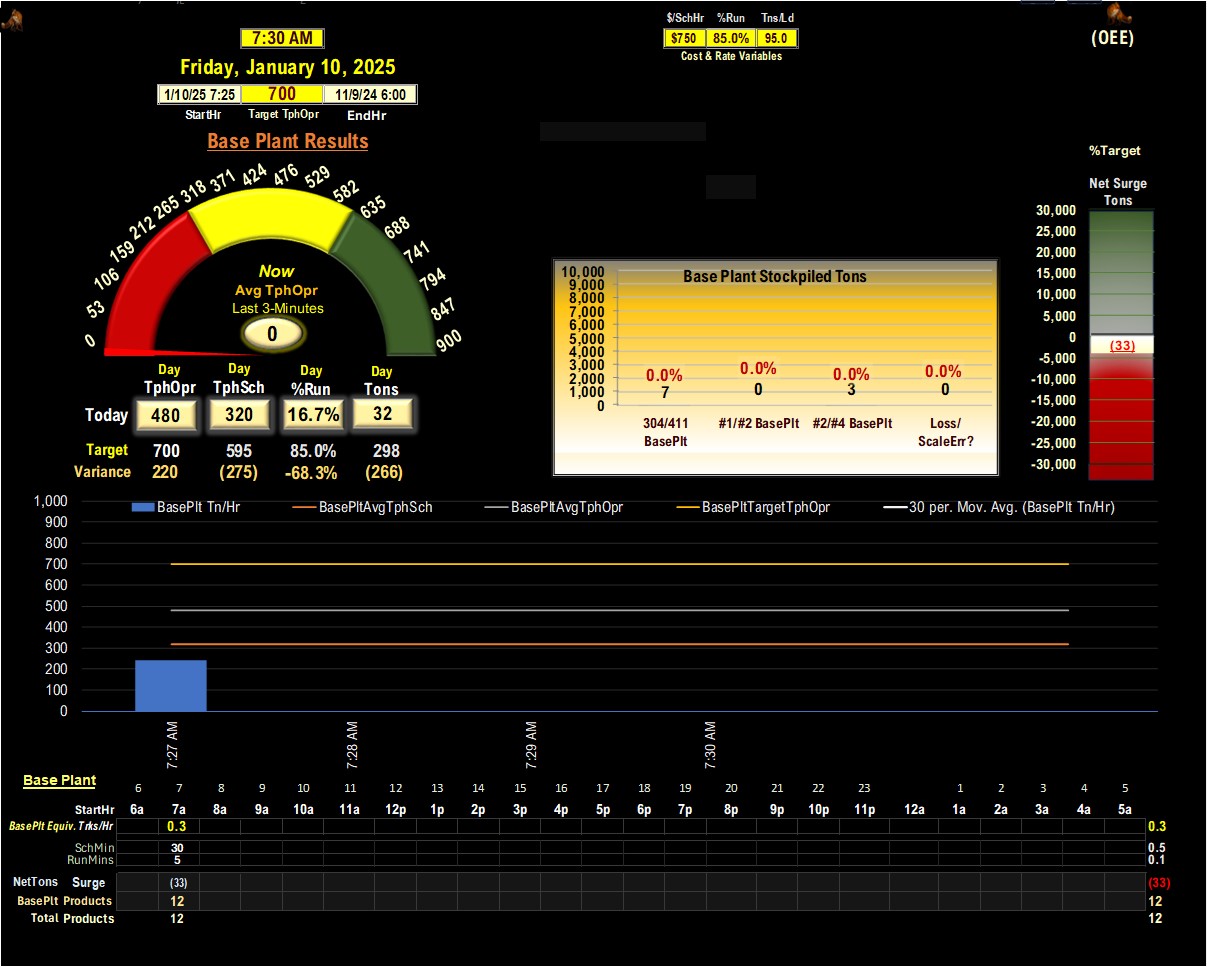 $/SchHr %Run Tns/Ld
7:30 AM
$750 85.0% 95.0
(OEE)
Cost & Rate Variables
Friday, January 10, 2025
1/10/25 7:25 700 11/9/24 6:00
StartHr Target TphOpr EndHr
Base Plant Results
0 53 106 159 212 265 318 371 424 476 529 582 635 688 741 794 847 900
Now
Avg TphOpr
Last 3-Minutes
0
Day Day Day Day
TphOpr TphSch %Run Tons
Today 480 320 16.7% 32
Target 700 595 85.0% 298
Variance 220 (275) -68.3% (266)
Base Plant Stockpiled Tons
10,000
9,000
8,000
7,000
6,000
5,000
4,000
3,000
2,000
1,000
0
0.0% 0.0% 0.0% 0.0%
7 0 3 0
304/411 #1/#2 BasePlt #2/#4 BasePlt Loss/
BasePlt ScaleErr?
%Target
Net Surge
Tons
30,000
25,000
20,000
15,000
10,000
5,000
0
(33)
-5,000
-10,000
-15,000
-20,000
-25,000
-30,000
BasePlt Tn/Hr BasePltAvgTphSch BasePltAvgTphOpr BasePltTargetTphOpr 30 per. Mov. Avg. (BasePlt Tn/Hr)
1,000
900
800
700
600
500
400
300
200
100
0
7:27 AM 7:28 AM 7:29 AM 7:30 AM
Base Plant
6 7 8 9 10 11 12 13 14 15 16 17 18 19 20 21 22 23 1 2 3 4 5
StartHr 6a 7a 8a 9a 10a 11a 12p 1p 2p 3p 4p 5p 6p 7p 8p 9p 10p 11p 12a 1a 2a 3a 4a 5a
BasePlt Equiv. Trks/Hr 0.3 0.3
SchMin 30 0.5
RunMins 5 0.1
NetTons Surge (33) (33)
BasePlt Products 12 12
Total Products 12 12